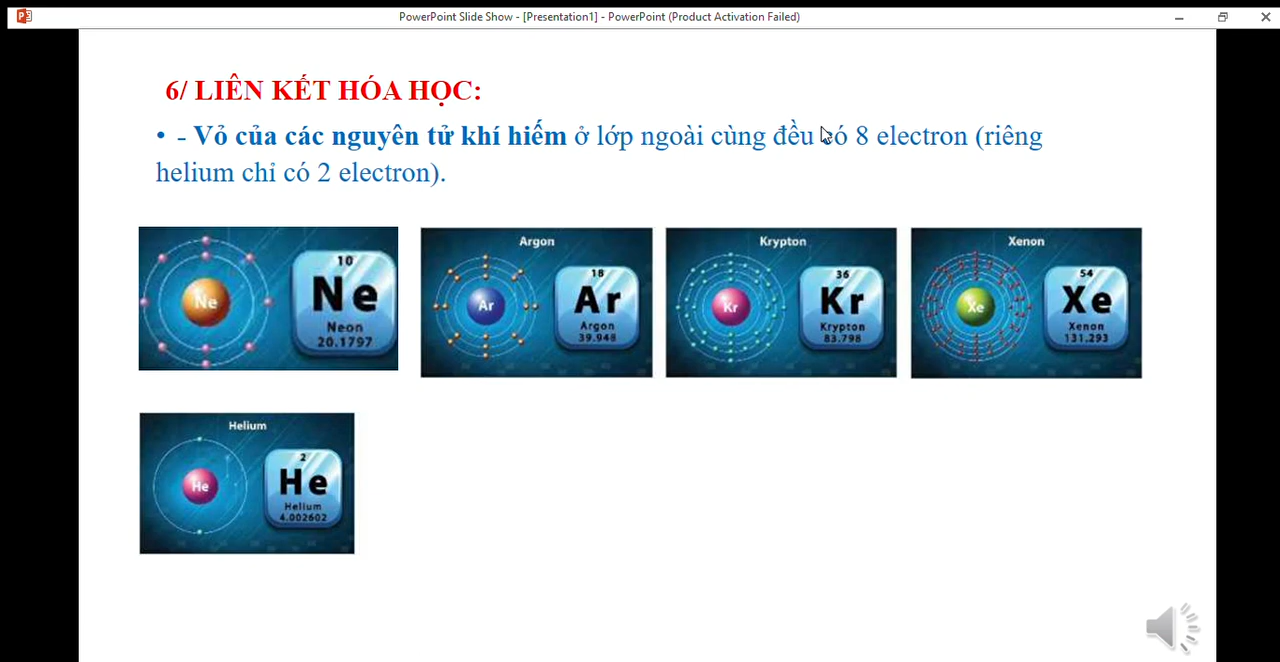 PowerPoint Slide Show - [Presentation1] - PowerPoint (Product Activation Failed)
6/ LIÊN KẾT HÓA HỌC:
• - Vỏ của các nguyên tử khí hiếm ở lớp ngoài cùng đều có 8 electron (riêng
helium chỉ có 2 electron).
Ne
10
Ne
Neon
20.1797
Argon
Ar
18
Ar
Argon
39.948
Krypton
Kr
36
Kr
Krypton
83.798
Xenon
Xe
54
Xe
Xenon
131.293
Helium
He
2
He
Helium
4.002602